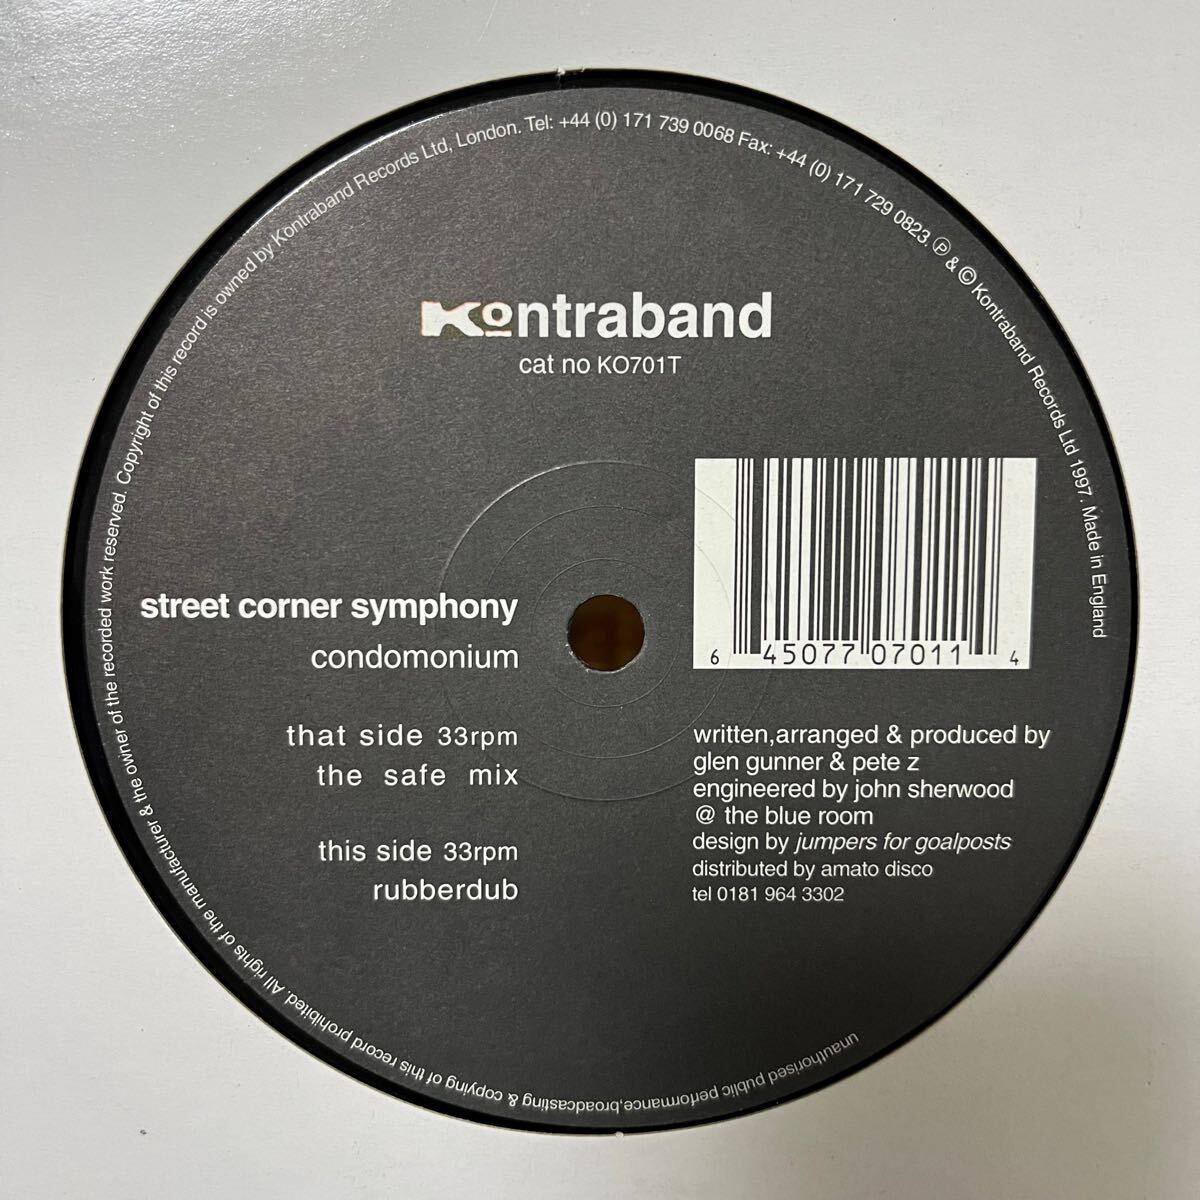 Kontraband
cat no KO701T
street corner symphony
condomonium
that side 33rpm
the safe mix
this side 33rpm
rubberdub
6 45077 07011 4
written,arranged & produced by
glen gunner & pete z
engineered by john sherwood
@ the blue room
design by jumpers for goalposts
distributed by amato disco
tel 0181 964 3302
unauthorised public performance,broadcasting & copying of this record prohibited. All rights of the manufacturer & the owner of the recorded work reserved. Copyright of this record is owned by Kontraband Records Ltd, London. Tel: +44 (0) 171 739 0068 Fax: +44 (0) 171 729 0823. ℗ & © Kontraband Records Ltd 1997. Made in England